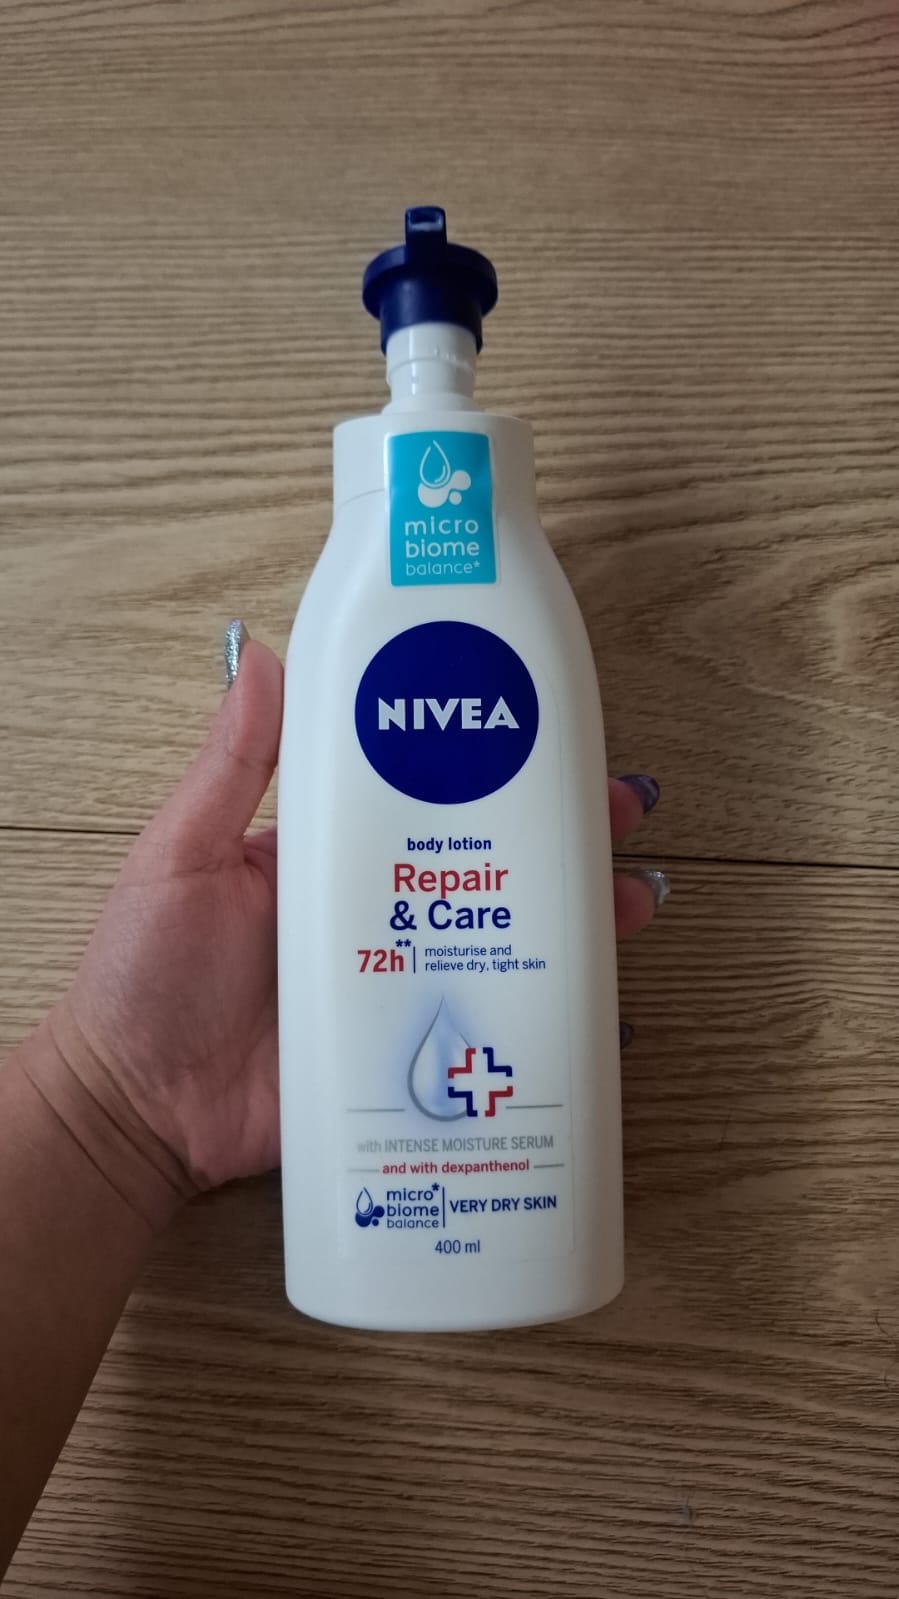 micro
biome
balance*
NIVEA
body lotion
Repair
& Care
72h** | moisturise and
relieve dry, tight skin
with INTENSE MOISTURE SERUM
and with dexpanthenol
micro*
biome
balance
VERY DRY SKIN
400 ml